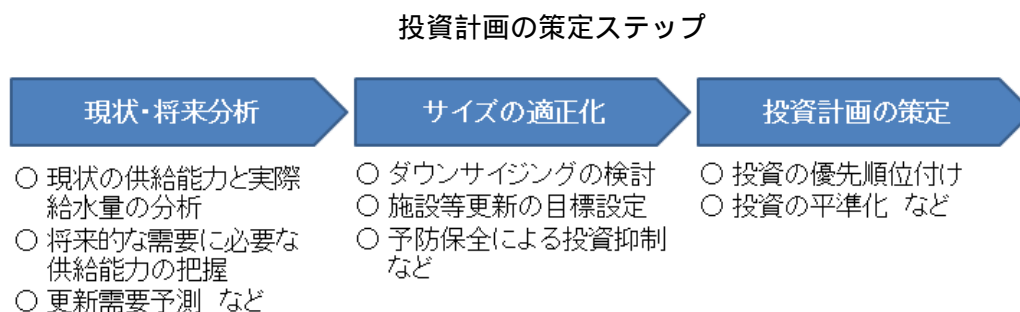 投資計画の策定ステップ
現状・将来分析
○ 現状の供給能力と実際
給水量の分析
○ 将来的な需要に必要な
供給能力の把握
○ 更新需要予測 など
サイズの適正化
○ ダウンサイジングの検討
○ 施設等更新の目標設定
○ 予防保全による投資抑制
など
投資計画の策定
○ 投資の優先順位付け
○ 投資の平準化 など